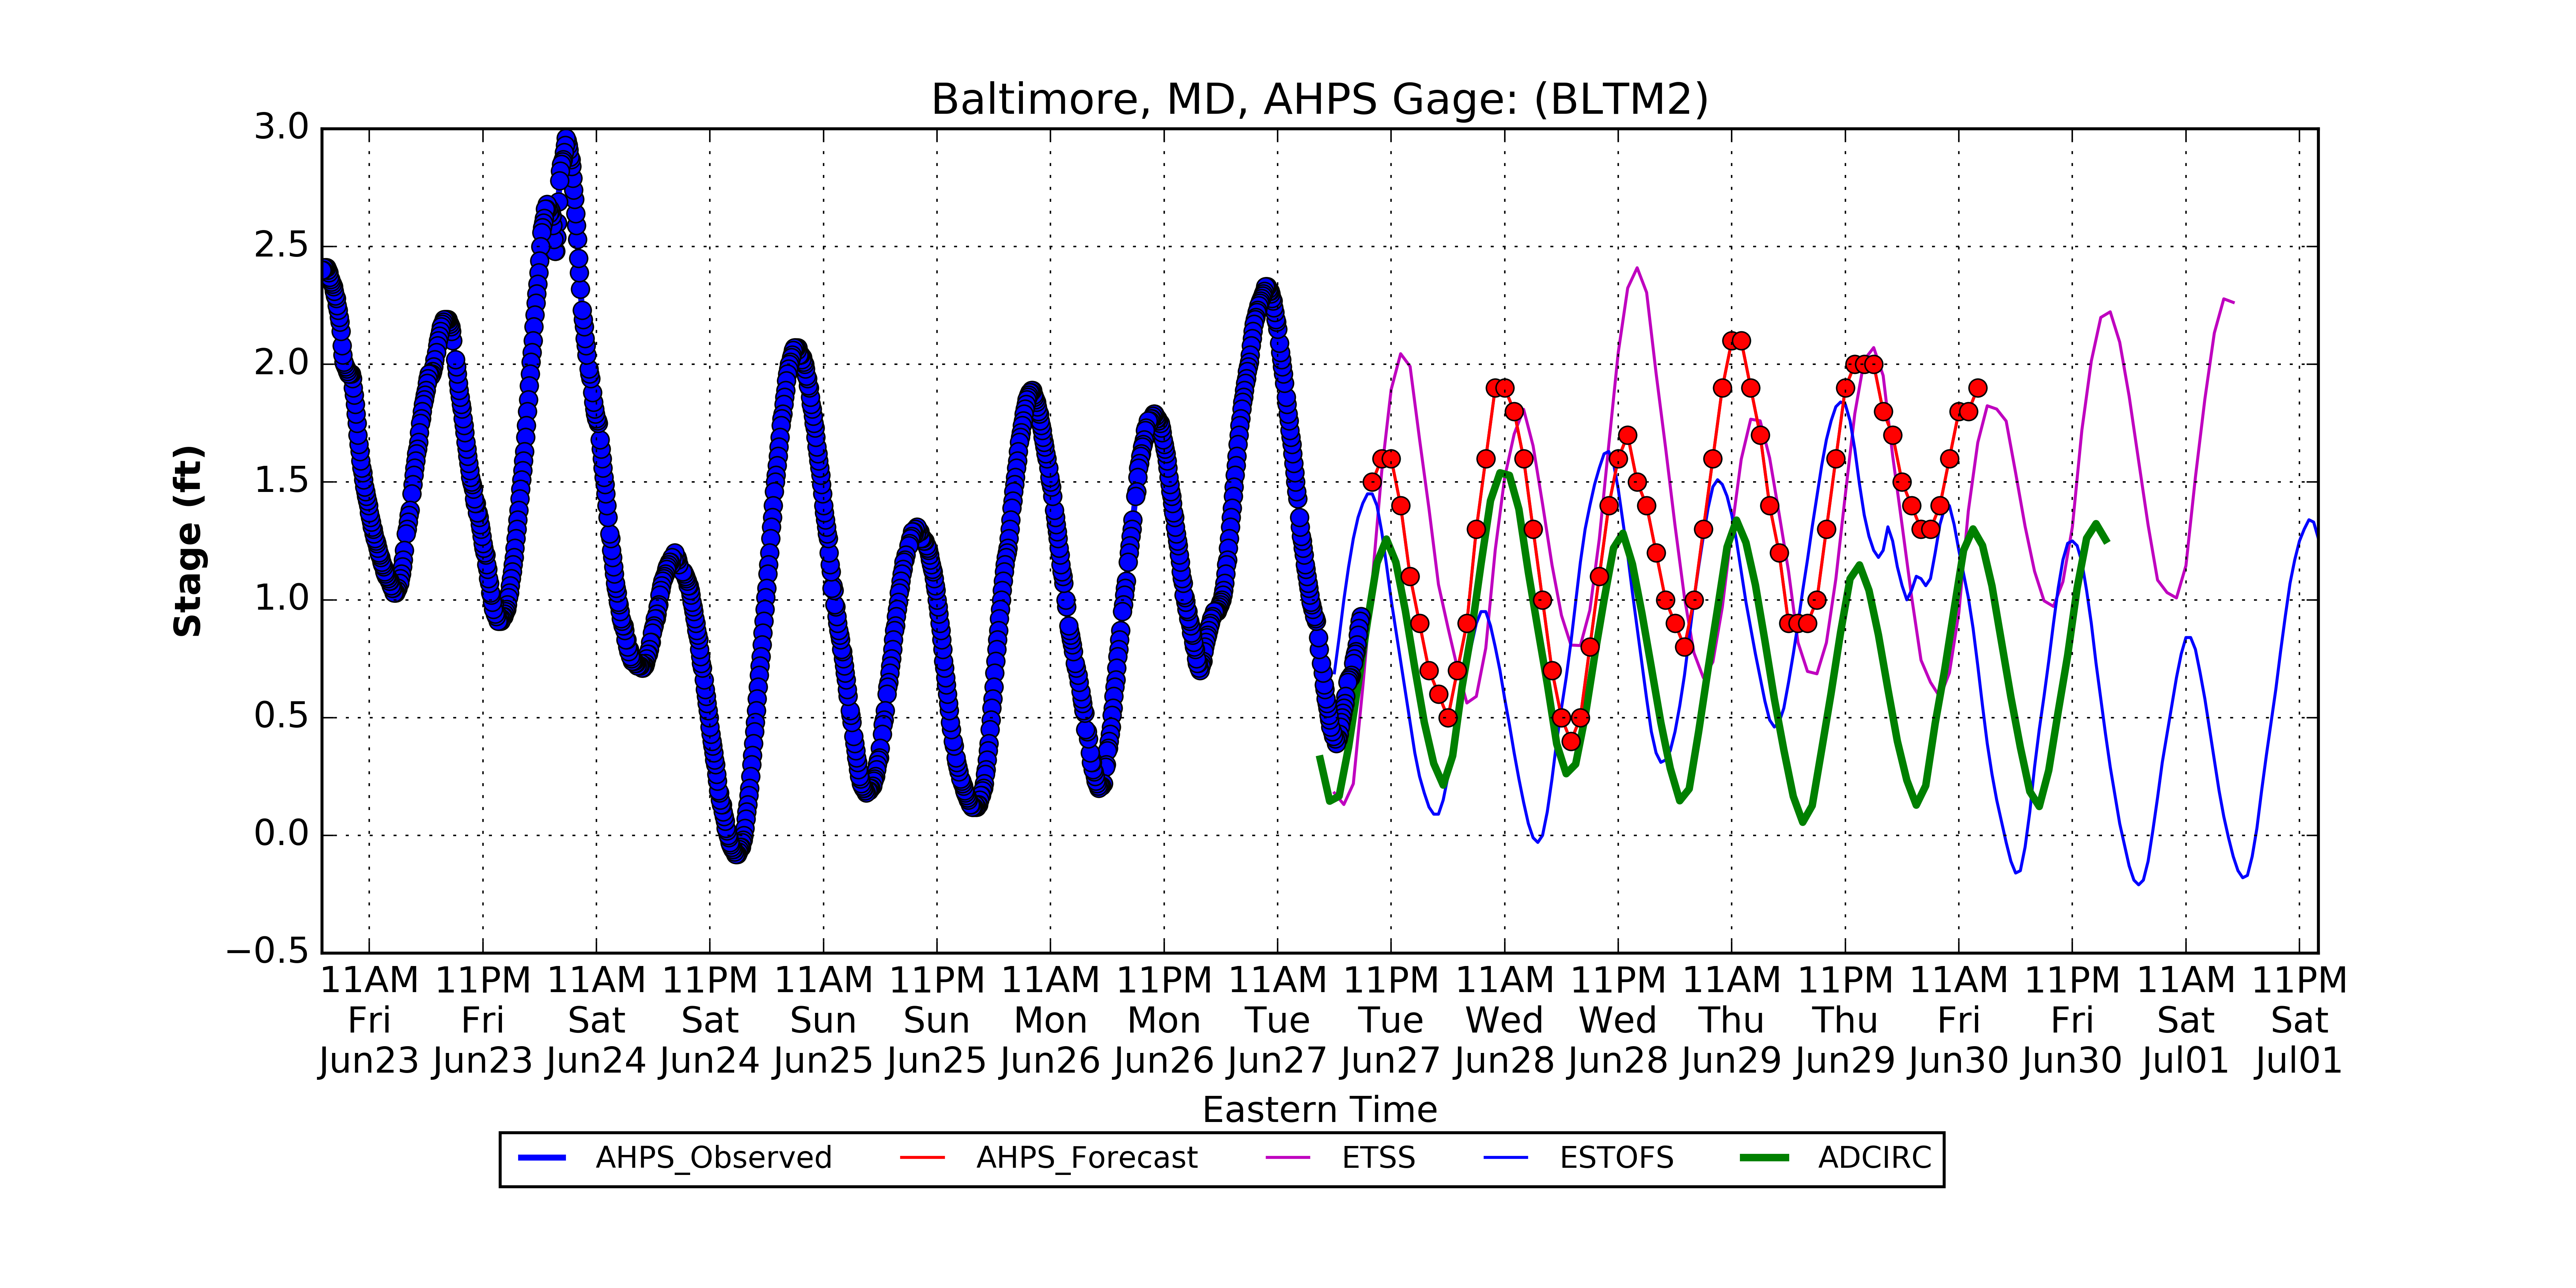 Baltimore, MD, AHPS Gage: (BLTM2)
Stage (ft)
3.0
2.5
2.0
1.5
1.0
0.5
0.0
−0.5
11AM 11PM 11AM 11PM 11AM 11PM 11AM 11PM 11AM 11PM 11AM 11PM 11AM 11PM 11AM 11PM 11AM 11PM
Fri Fri Sat Sat Sun Sun Mon Mon Tue Tue Wed Wed Thu Thu Fri Fri Sat Sat
Jun23 Jun23 Jun24 Jun24 Jun25 Jun25 Jun26 Jun26 Jun27 Jun27 Jun28 Jun28 Jun29 Jun29 Jun30 Jun30 Jul01 Jul01
Eastern Time
AHPS_Observed AHPS_Forecast ETSS ESTOFS ADCIRC